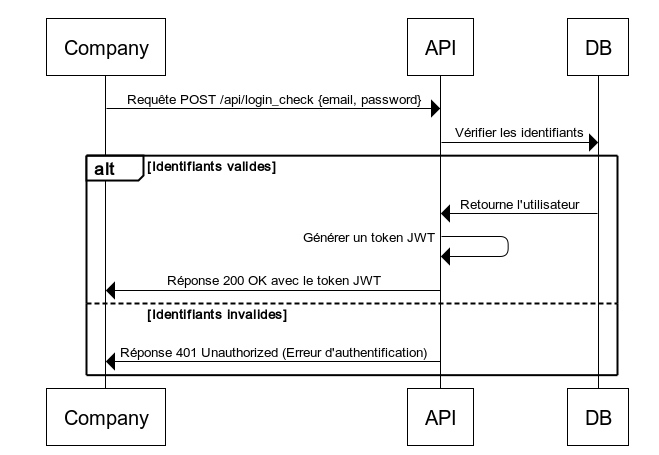 Company API DB
Requête POST /api/login_check {email, password}
Vérifier les identifiants
alt [Identifiants valides]
Retourne l'utilisateur
Générer un token JWT
Réponse 200 OK avec le token JWT
[Identifiants invalides]
Réponse 401 Unauthorized (Erreur d'authentification)
Company API DB